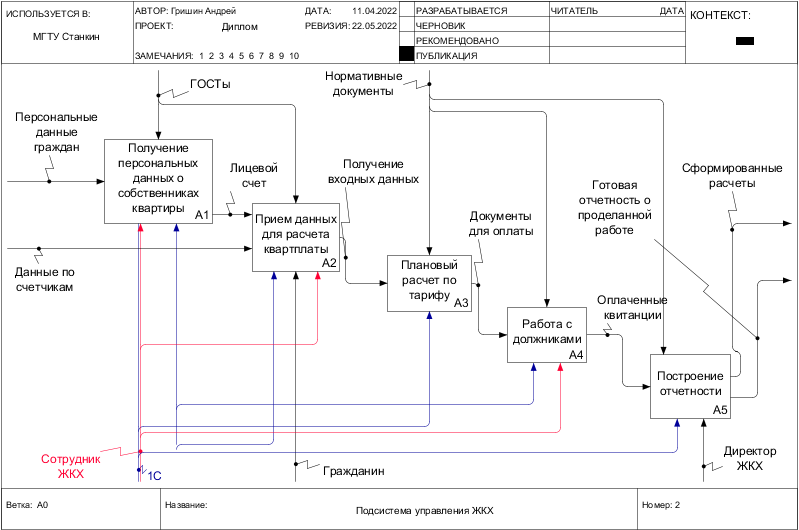 ИСПОЛЬЗУЕТСЯ В:
МГТУ Станкин
АВТОР: Гришин Андрей
ДАТА: 11.04.2022
ПРОЕКТ: Диплом
РЕВИЗИЯ: 22.05.2022
ЗАМЕЧАНИЯ: 1 2 3 4 5 6 7 8 9 10
РАЗРАБАТЫВАЕТСЯ
ЧЕРНОВИК
РЕКОМЕНДОВАНО
ПУБЛИКАЦИЯ
ЧИТАТЕЛЬ
ДАТА
КОНТЕКСТ:
ГОСТы
Нормативные
документы
Персональные
данные
граждан
Получение
персональных
данных о
собственниках
квартиры
A1
Лицевой
счет
Получение
входных данных
Готовая
отчетность о
проделанной
работе
Сформированные
расчеты
Прием данных
для расчета
квартплаты
A2
Документы
для оплаты
Данные по
счетчикам
Плановый
расчет по
тарифу
A3
Оплаченные
квитанции
Работа с
должниками
A4
Построение
отчетности
A5
Сотрудник
ЖКХ
1С
Гражданин
Директор
ЖКХ
Ветка: A0
Название:
Подсистема управления ЖКХ
Номер: 2